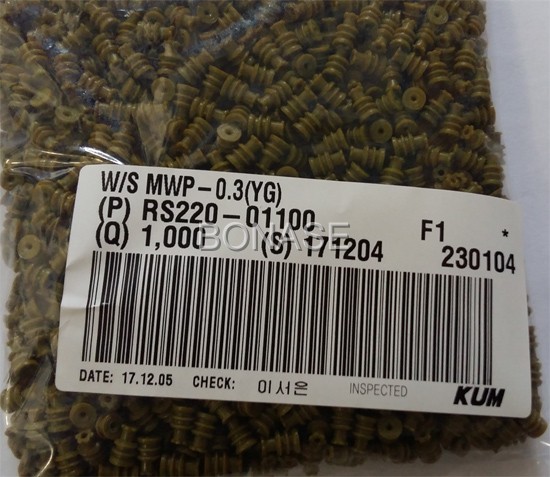 W/S MWP-0.3(YG)
(P) RS220-01100
F1 *
(Q) 1,000 (S) 171204 230104
BONASE
DATE: 17.12.05 CHECK: 이서은 INSPECTED KUM